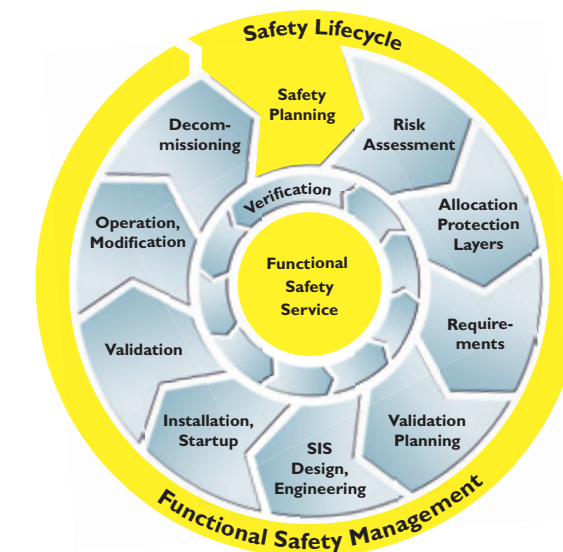 Safety Lifecycle
Safety
Planning
Risk
Assessment
Allocation
Protection
Layers
Require-
ments
Validation
Planning
SIS
Design,
Engineering
Installation,
Startup
Validation
Operation,
Modification
Decom-
missioning
Verification
Functional
Safety
Service
Functional Safety Management